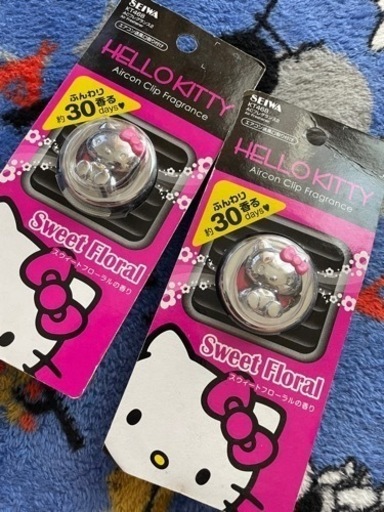 SEIWA
KT468
HELLO KITTY
Aircon Clip Fragrance
ふんわり
約30香る
days
Sweet Floral
スウィートフローラルの香り
SEIWA
KT468
HELLO KITTY
Aircon Clip Fragrance
ふんわり
約30香る
days
Sweet Floral
スウィートフローラルの香り